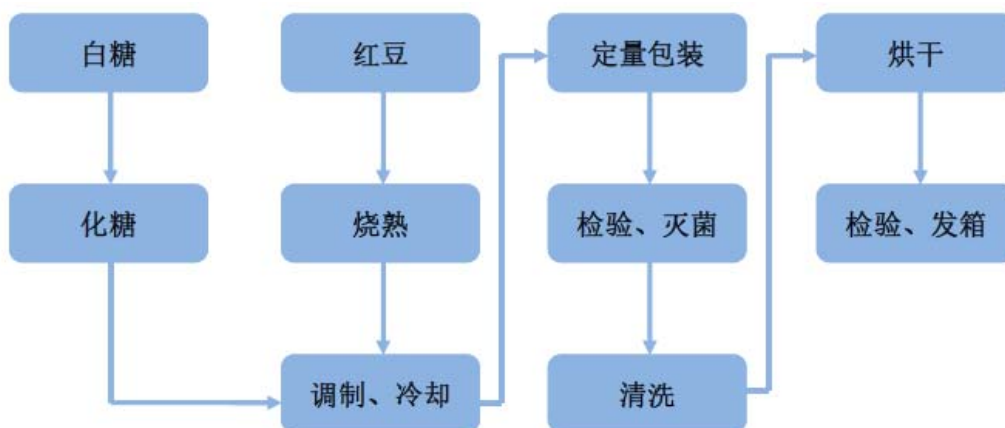 白糖
红豆
定量包装
烘干
化糖
烧熟
检验、灭菌
检验、发箱
调制、冷却
清洗